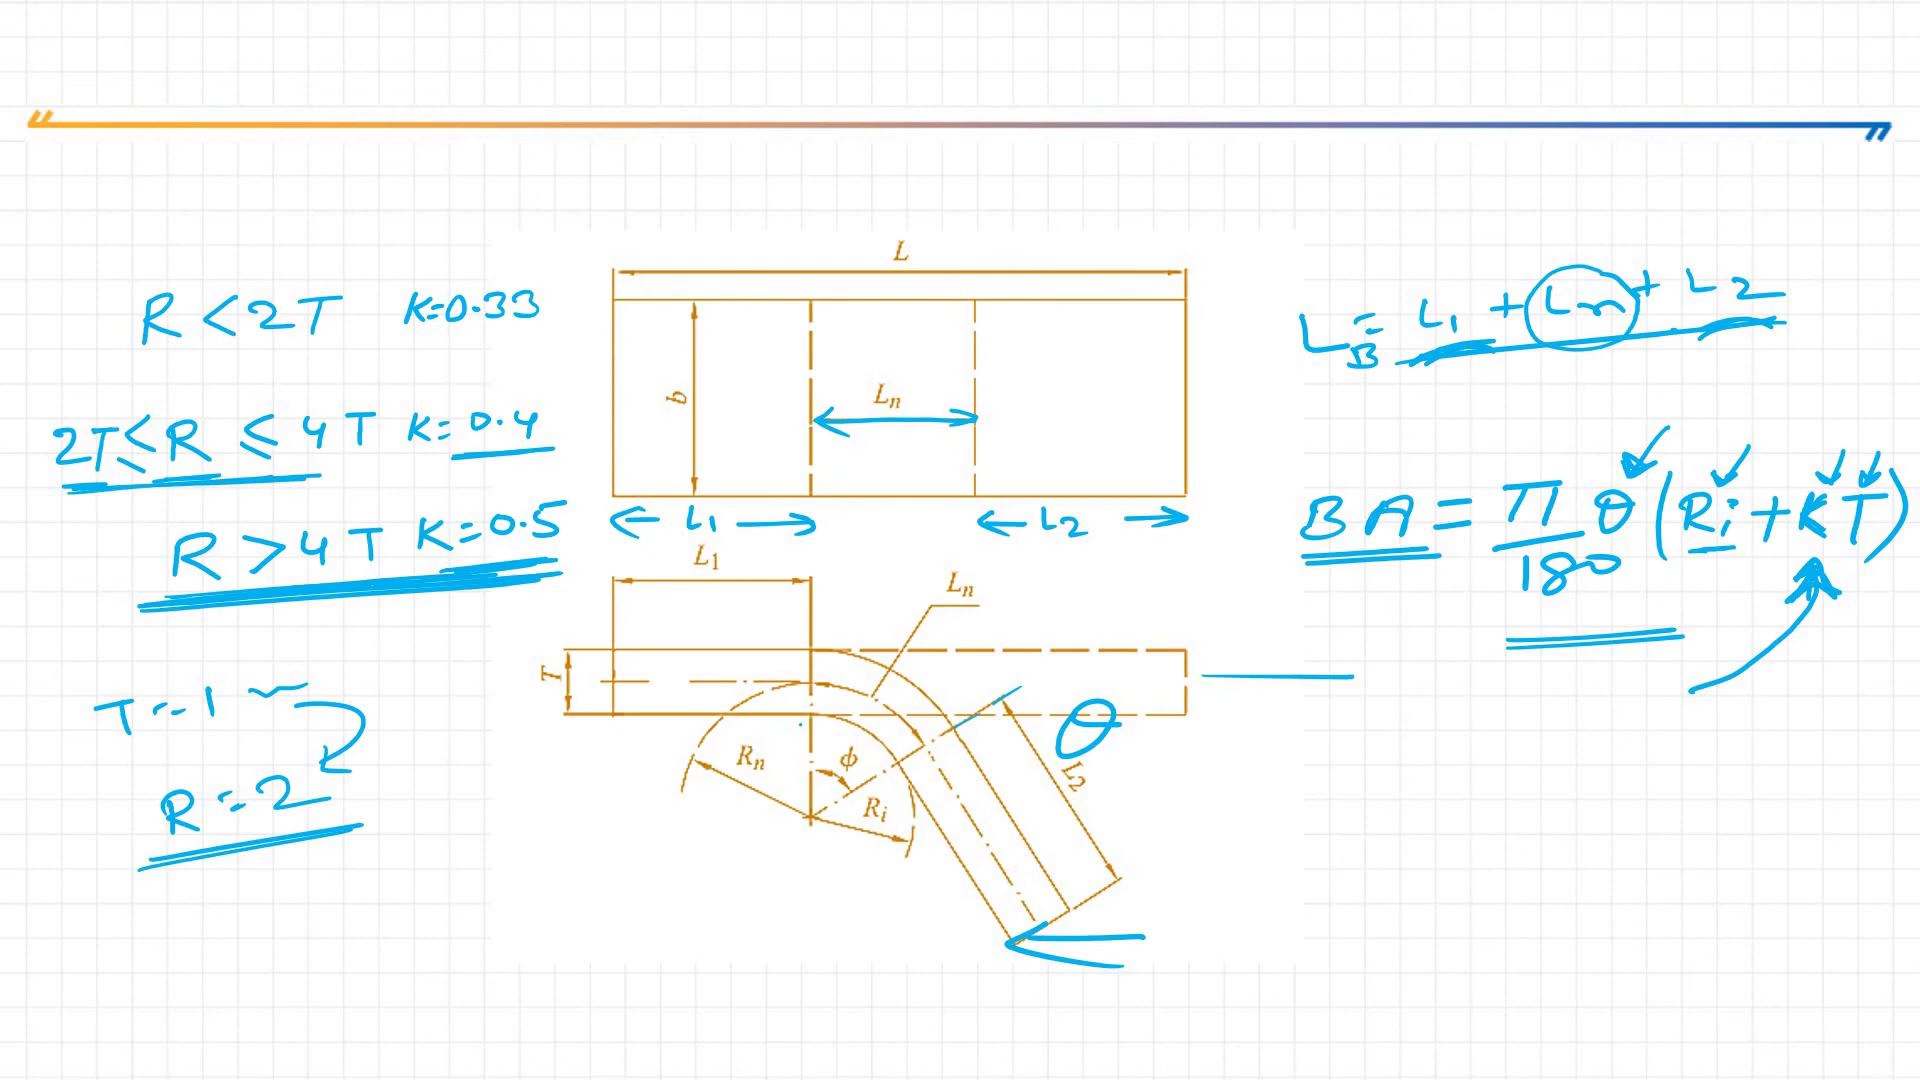 R < 2T K=0.33
2T ≤ R ≤ 4T K=0.4
R > 4T K=0.5
T=1
R=2
L
b
Ln
L1
L2
L1
Ln
T
Rn
ϕ
Ri
L2
θ
LB = L1 + Ln + L2
BA = π θ (Ri + KT)
180